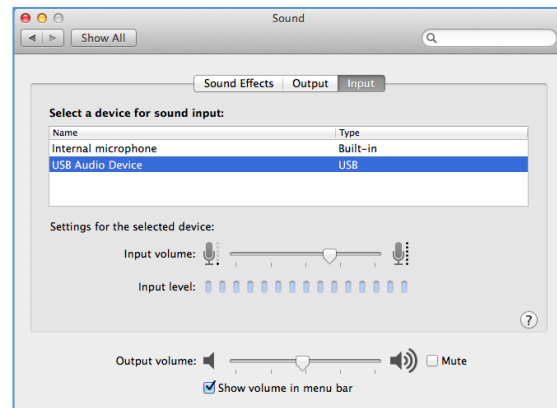 Sound
Show All
Sound Effects Output Input
Select a device for sound input:
Name Type
Internal microphone Built-in
USB Audio Device USB
Settings for the selected device:
Input volume:
Input level:
?
Output volume: Mute
Show volume in menu bar